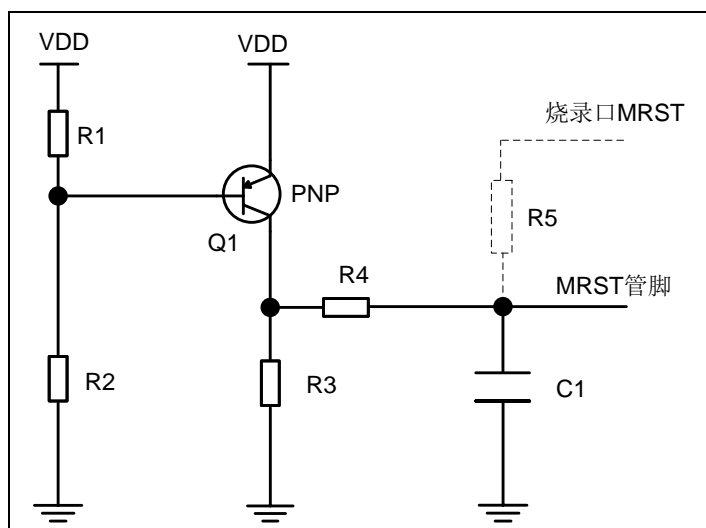 VDD
VDD
R1
烧录口MRST
PNP
R5
Q1
R4
MRST管脚
R2
R3
C1